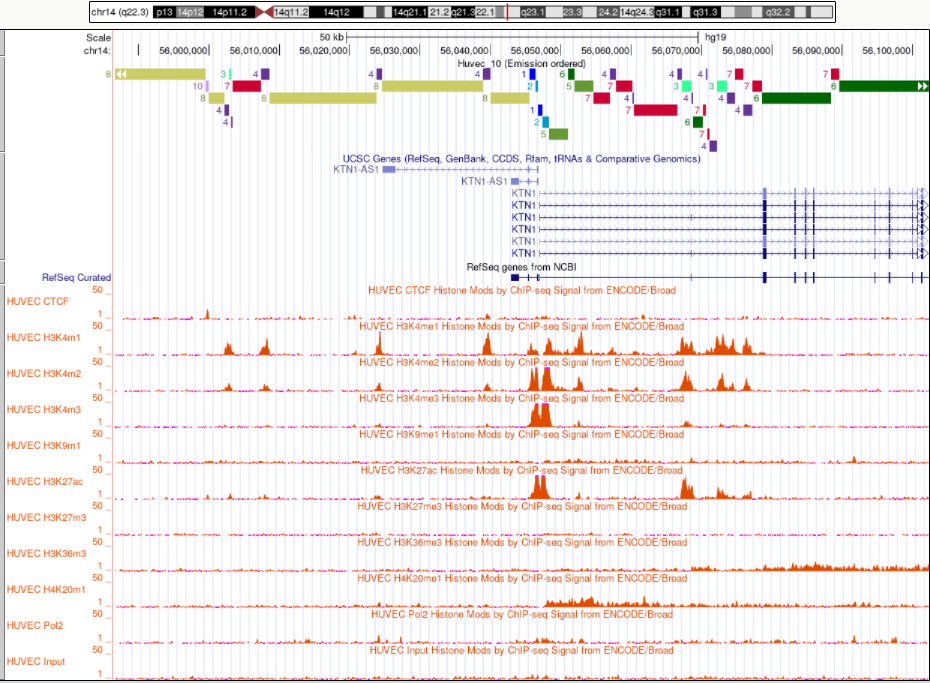 chr14 (q22.3) p13 14p12 14p11.2 14q11.2 14q12 14q21.1 21.2 q21.3 22.1 q23.1 23.3 24.2 14q24.3 q31.1 q31.3 q32.2
Scale 50 kb hg19
chr14: 56,000,000 56,010,000 56,020,000 56,030,000 56,040,000 56,050,000 56,060,000 56,070,000 56,080,000 56,090,000 56,100,000
Huvec_10 (Emission ordered)
8 3 4 4 4 1 6 4 4 4 7 7
10 7 8 2 5 7 3 3 7 6
8 8 8 7 4 4 6
4 1 7 7 4
4 2 6
5 7
4
UCSC Genes (RefSeq, GenBank, CCDS, Rfam, tRNAs & Comparative Genomics)
KTN1-AS1
KTN1-AS1
KTN1
KTN1
KTN1
KTN1
KTN1
KTN1
RefSeq genes from NCBI
RefSeq Curated
50
HUVEC CTCF Histone Mods by ChIP-seq Signal from ENCODE/Broad
HUVEC CTCF
1
50
HUVEC H3K4me1 Histone Mods by ChIP-seq Signal from ENCODE/Broad
HUVEC H3K4m1
1
50
HUVEC H3K4me2 Histone Mods by ChIP-seq Signal from ENCODE/Broad
HUVEC H3K4m2
1
50
HUVEC H3K4me3 Histone Mods by ChIP-seq Signal from ENCODE/Broad
HUVEC H3K4m3
1
50
HUVEC H3K9me1 Histone Mods by ChIP-seq Signal from ENCODE/Broad
HUVEC H3K9m1
1
50
HUVEC H3K27ac Histone Mods by ChIP-seq Signal from ENCODE/Broad
HUVEC H3K27ac
1
50
HUVEC H3K27me3 Histone Mods by ChIP-seq Signal from ENCODE/Broad
HUVEC H3K27m3
1
50
HUVEC H3K36me3 Histone Mods by ChIP-seq Signal from ENCODE/Broad
HUVEC H3K36m3
1
50
HUVEC H4K20me1 Histone Mods by ChIP-seq Signal from ENCODE/Broad
HUVEC H4K20m1
1
50
HUVEC Pol2 Histone Mods by ChIP-seq Signal from ENCODE/Broad
HUVEC Pol2
1
50
HUVEC Input Histone Mods by ChIP-seq Signal from ENCODE/Broad
HUVEC Input
1